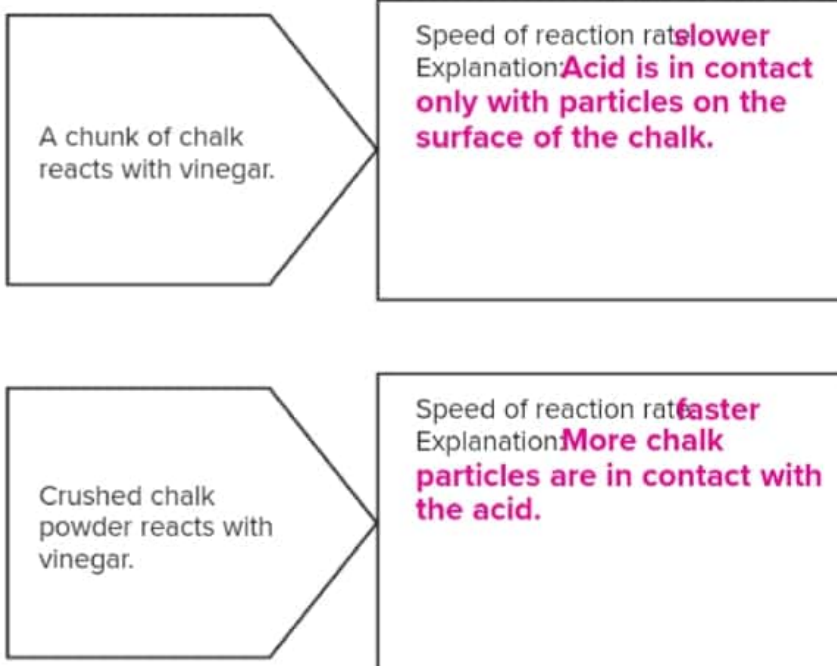 A chunk of chalk
reacts with vinegar.
Speed of reaction rate slower
Explanation: Acid is in contact
only with particles on the
surface of the chalk.
Crushed chalk
powder reacts with
vinegar.
Speed of reaction rate faster
Explanation: More chalk
particles are in contact with
the acid.